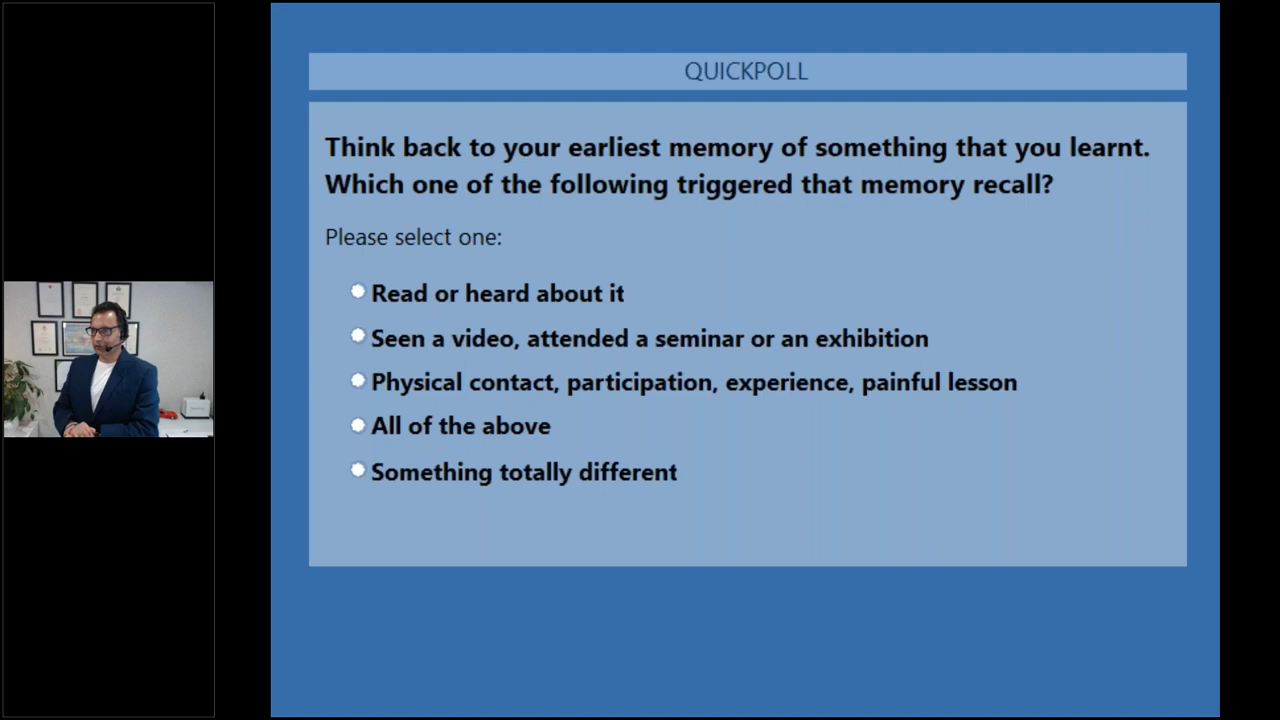 QUICKPOLL
Think back to your earliest memory of something that you learnt.
Which one of the following triggered that memory recall?
Please select one:
Read or heard about it
Seen a video, attended a seminar or an exhibition
Physical contact, participation, experience, painful lesson
All of the above
Something totally different